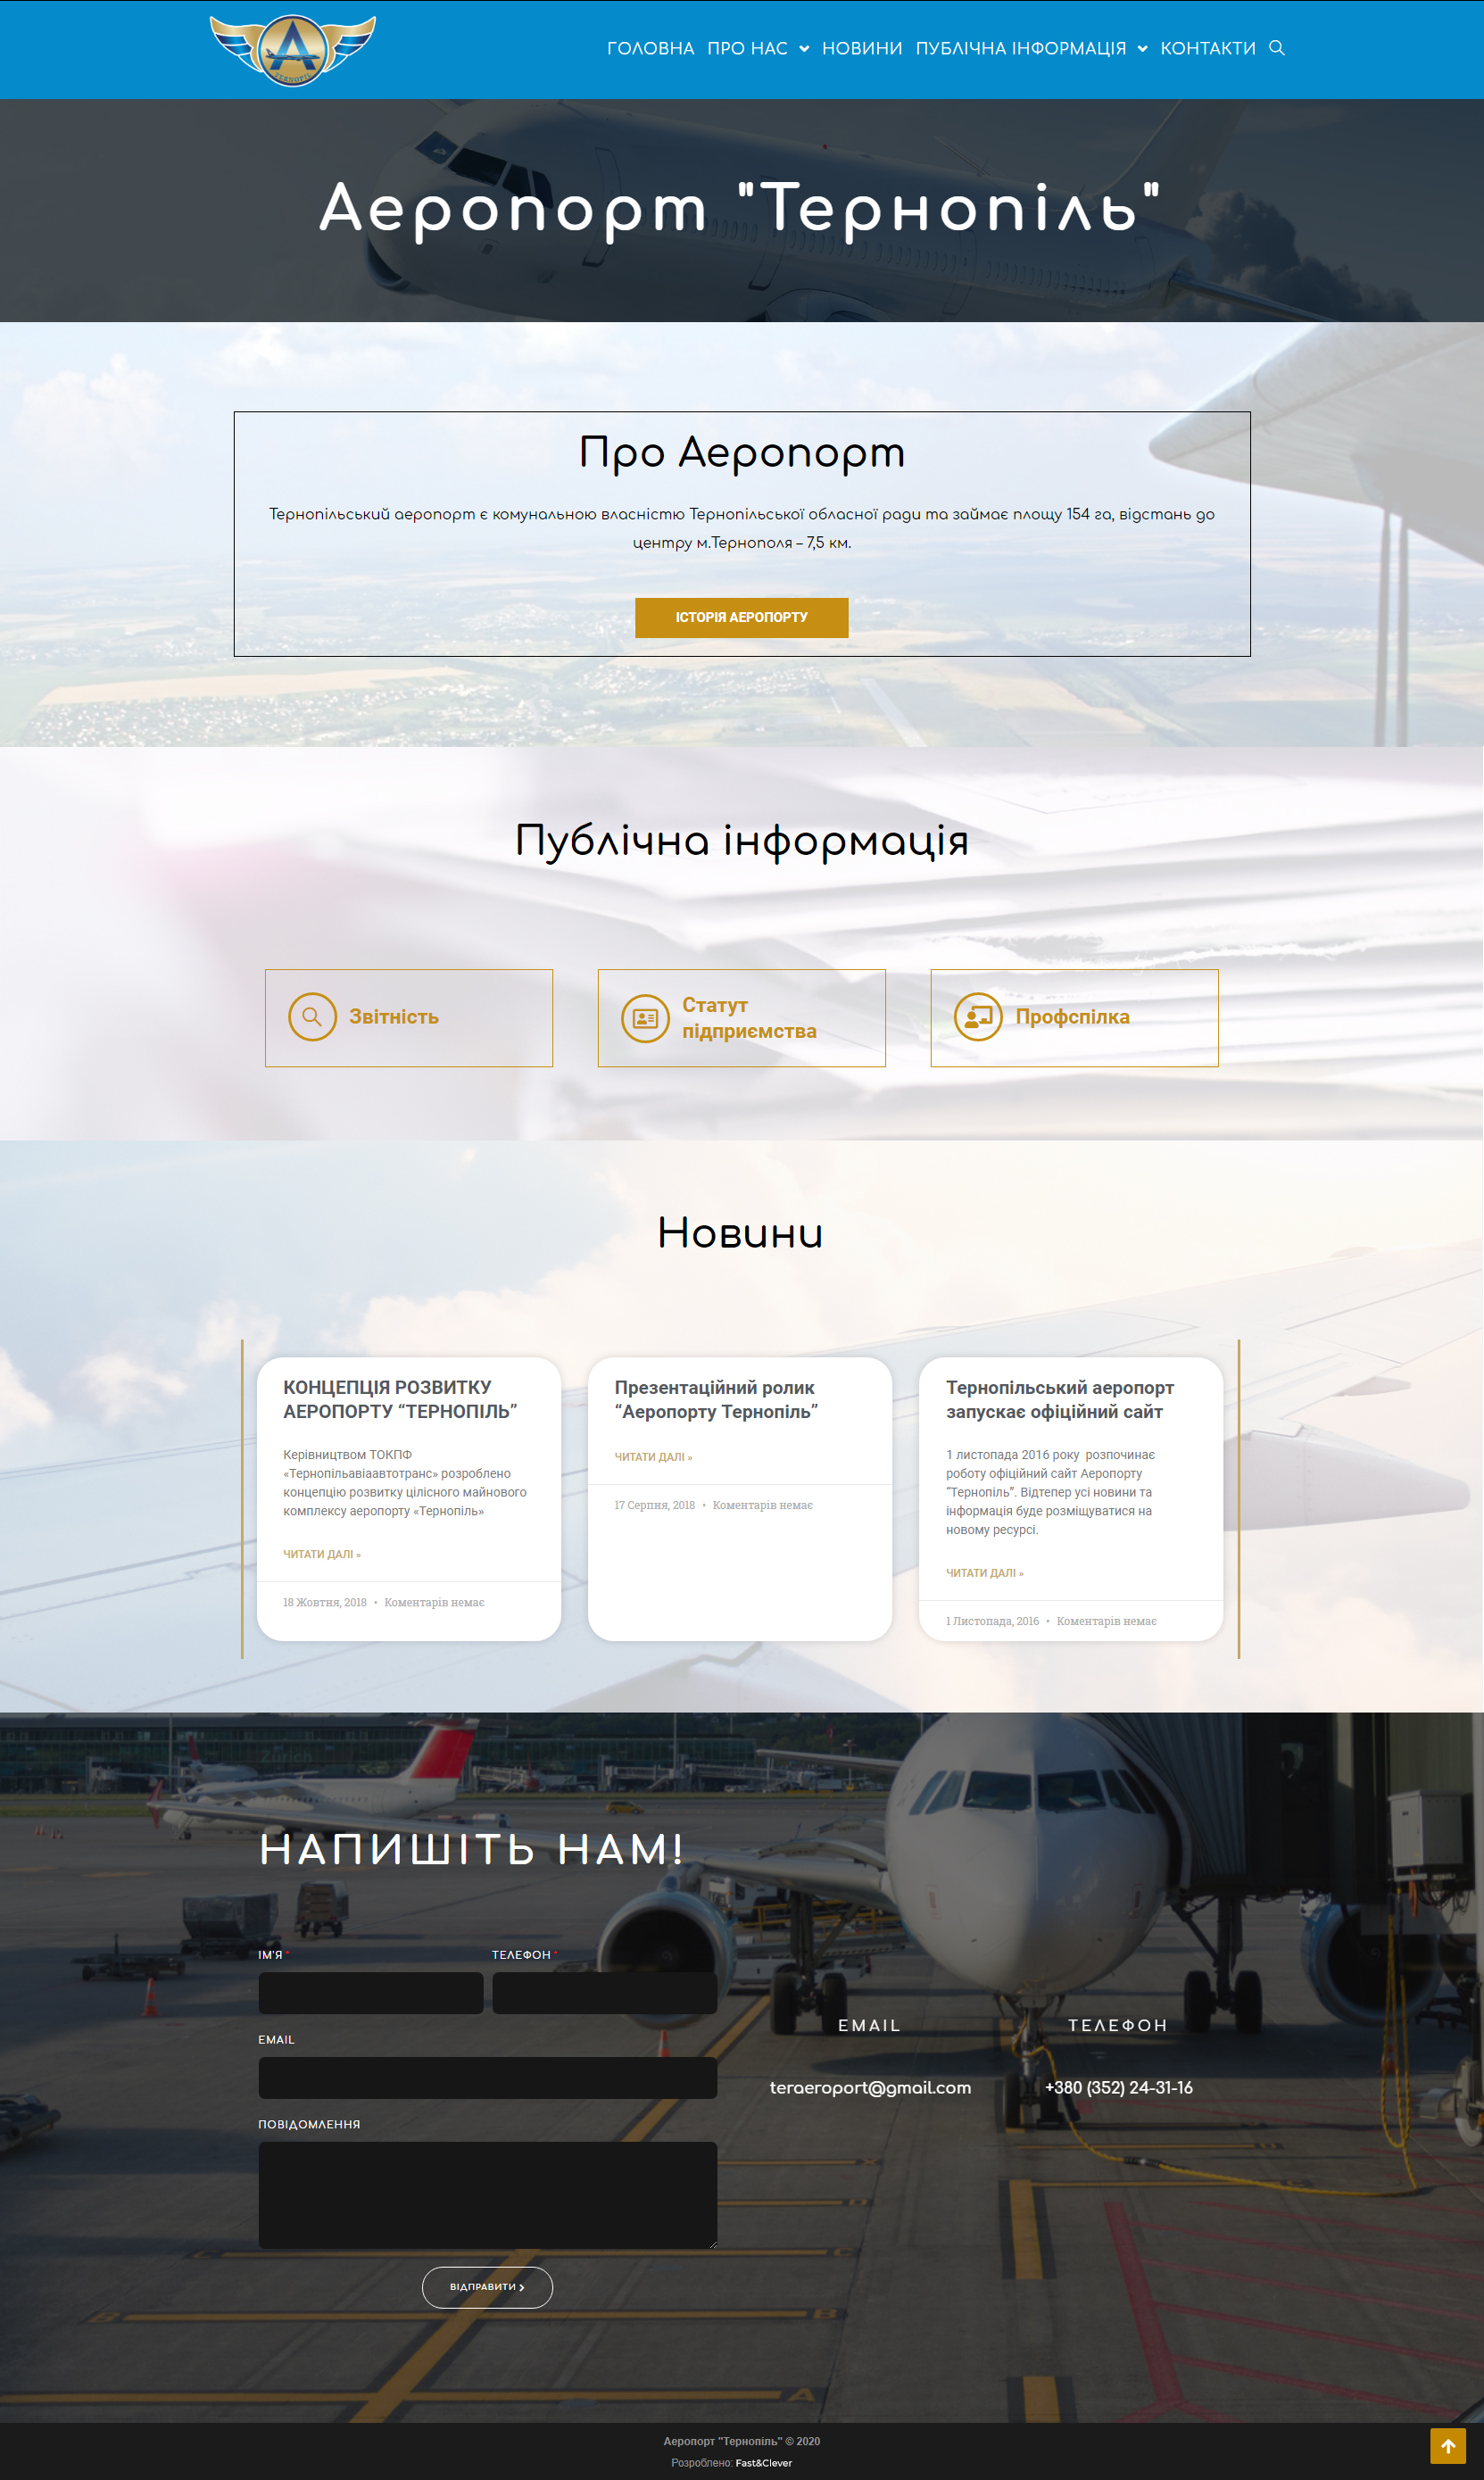 TERNOPIL
ГОЛОВНА ПРО НАС НОВИНИ ПУБЛІЧНА ІНФОРМАЦІЯ КОНТАКТИ
Аеропорт "Тернопіль"
Про Аеропорт
Тернопільський аеропорт є комунальною власністю Тернопільської обласної ради та займає площу 154 га, відстань до
центру м.Тернополя – 7,5 км.
ІСТОРІЯ АЕРОПОРТУ
Публічна інформація
Звітність
Статут
підприємства
Профспілка
Новини
КОНЦЕПЦІЯ РОЗВИТКУ
АЕРОПОРТУ “ТЕРНОПІЛЬ”
Керівництвом ТОКПФ
«Тернопільавіаавтотранс» розроблено
концепцію розвитку цілісного майнового
комплексу аеропорту «Тернопіль»
ЧИТАТИ ДАЛІ »
18 Жовтня, 2018 • Коментарів немає
Презентаційний ролик
“Аеропорту Тернопіль”
ЧИТАТИ ДАЛІ »
17 Серпня, 2018 • Коментарів немає
Тернопільський аеропорт
запускає офіційний сайт
1 листопада 2016 року розпочинає
роботу офіційний сайт Аеропорту
“Тернопіль”. Відтепер усі новини та
інформація буде розміщуватися на
новому ресурсі.
ЧИТАТИ ДАЛІ »
1 Листопада, 2016 • Коментарів немає
Zürich
НАПИШІТЬ НАМ!
ІМ'Я *
ТЕЛЕФОН *
EMAIL
ПОВІДОМЛЕННЯ
ВІДПРАВИТИ
EMAIL
teraeroport@gmail.com
ТЕЛЕФОН
+380 (352) 24-31-16
Аеропорт "Тернопіль" © 2020
Розроблено: Fast&Clever